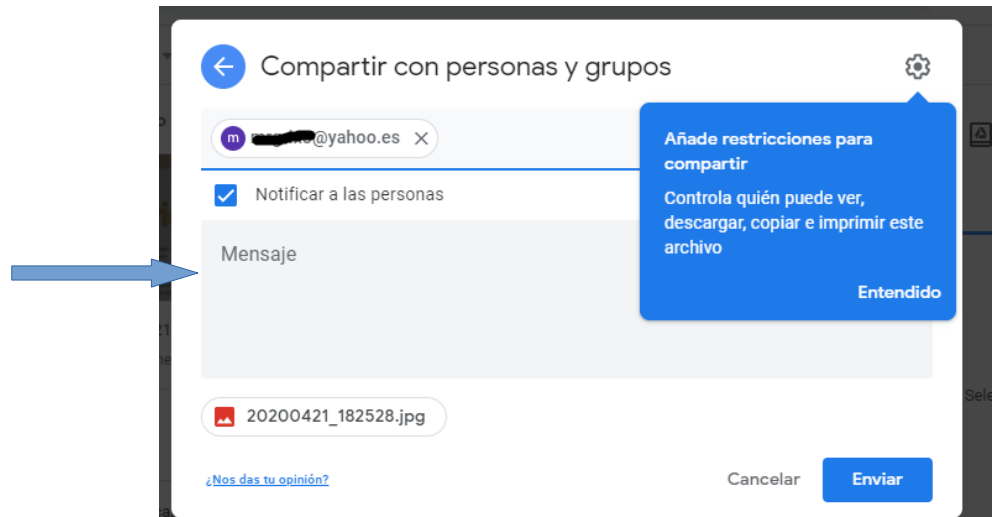 Compartir con personas y grupos
m @yahoo.es
Notificar a las personas
Mensaje
Añade restricciones para
compartir
Controla quién puede ver,
descargar, copiar e imprimir este
archivo
Entendido
20200421_182528.jpg
¿Nos das tu opinión?
Cancelar
Enviar
Sele